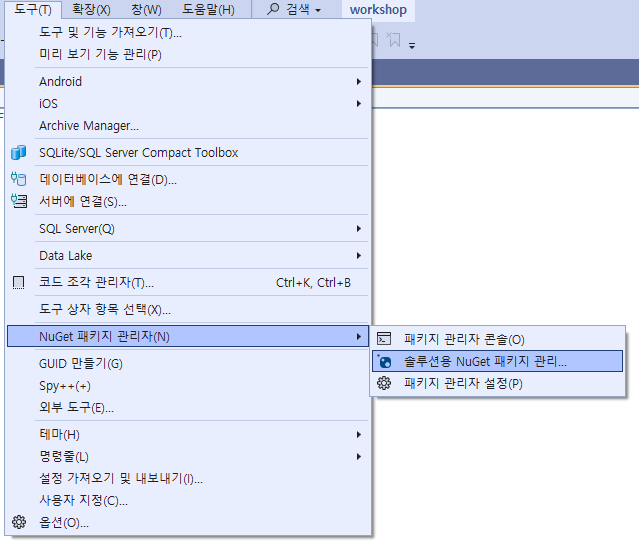 도구(T) 확장(X) 창(W) 도움말(H) 검색 workshop
도구 및 기능 가져오기(T)...
미리 보기 기능 관리(P)
Android
iOS
Archive Manager...
SQLite/SQL Server Compact Toolbox
데이터베이스에 연결(D)...
서버에 연결(S)...
SQL Server(Q)
Data Lake
코드 조각 관리자(T)... Ctrl+K, Ctrl+B
도구 상자 항목 선택(X)...
NuGet 패키지 관리자(N)
패키지 관리자 콘솔(O)
솔루션용 NuGet 패키지 관리...
패키지 관리자 설정(P)
GUID 만들기(G)
Spy++(+)
외부 도구(E)...
테마(H)
명령줄(L)
설정 가져오기 및 내보내기(I)...
사용자 지정(C)...
옵션(O)...